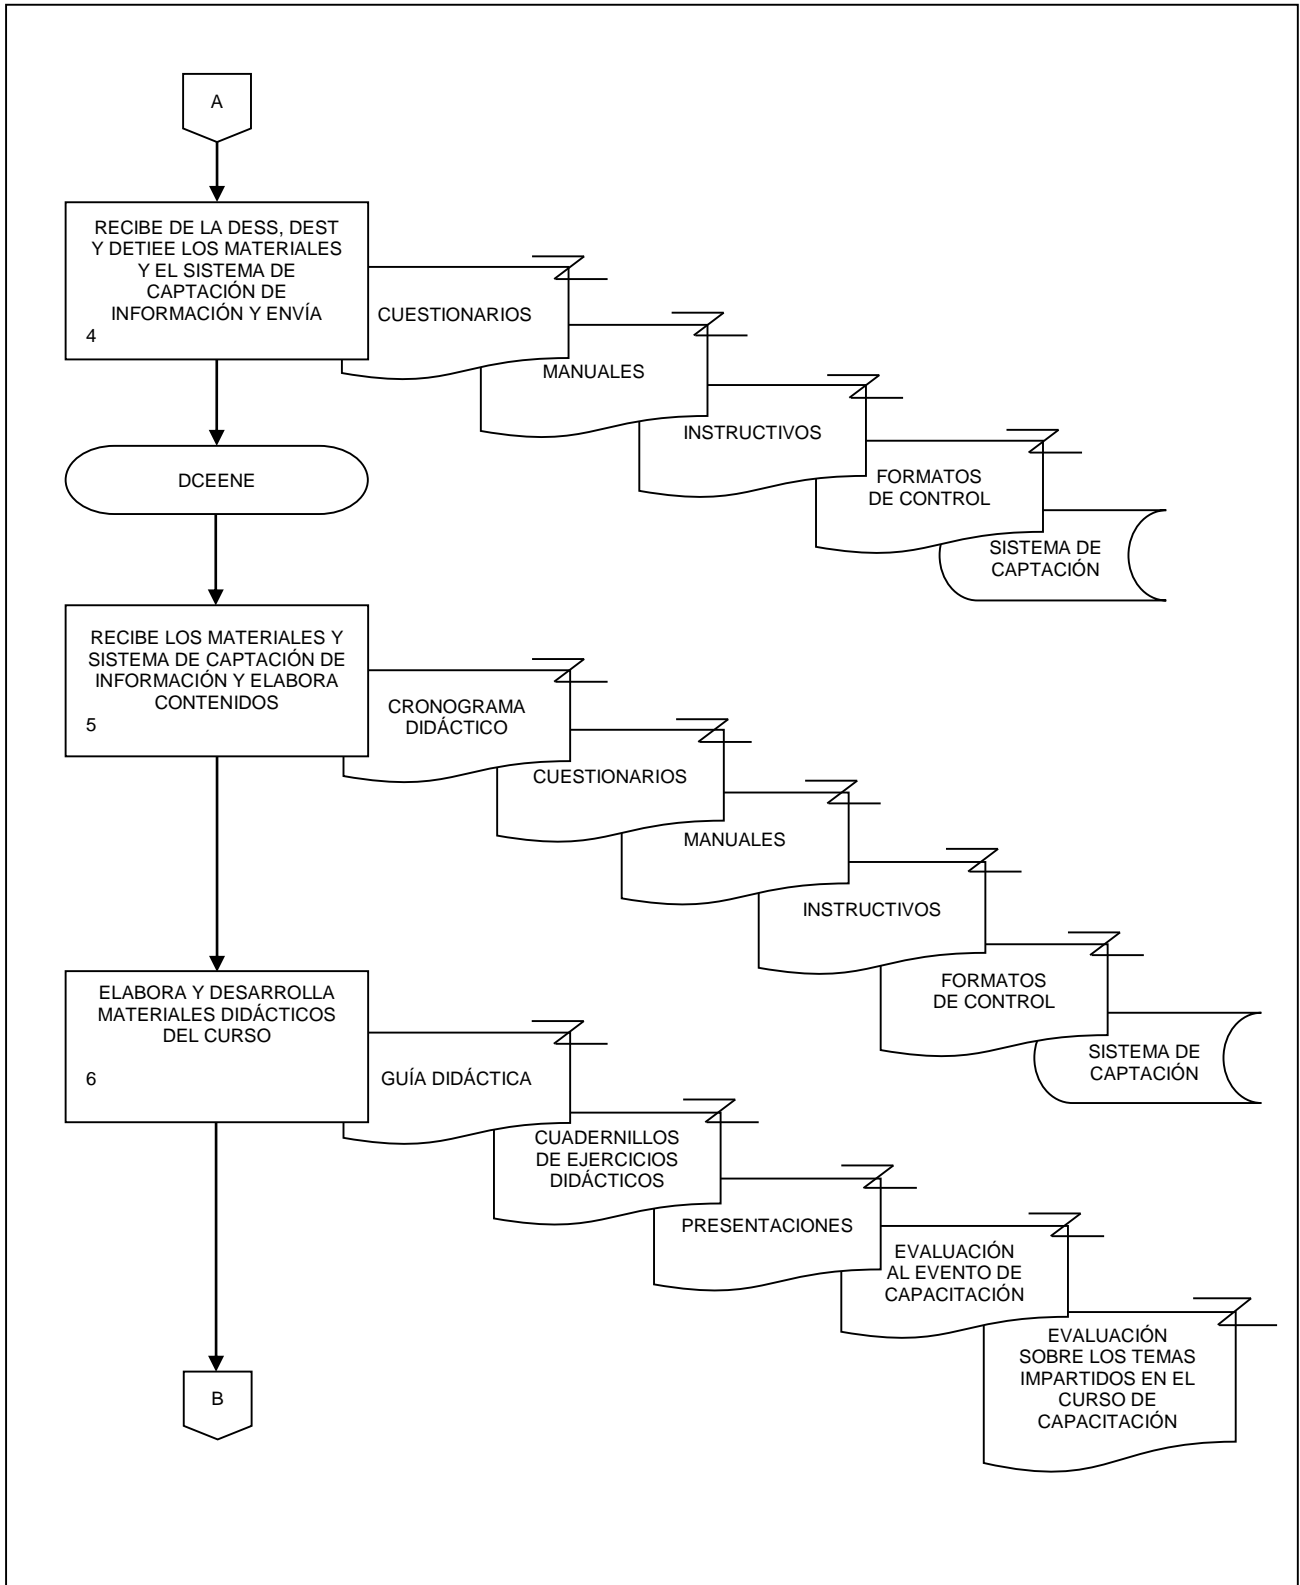 A
RECIBE DE LA DESS, DEST
Y DETIEE LOS MATERIALES
Y EL SISTEMA DE
CAPTACIÓN DE
INFORMACIÓN Y ENVÍA
4
CUESTIONARIOS
MANUALES
INSTRUCTIVOS
FORMATOS
DE CONTROL
SISTEMA DE
CAPTACIÓN
DCEENE
RECIBE LOS MATERIALES Y
SISTEMA DE CAPTACIÓN DE
INFORMACIÓN Y ELABORA
CONTENIDOS
5
CRONOGRAMA
DIDÁCTICO
CUESTIONARIOS
MANUALES
INSTRUCTIVOS
FORMATOS
DE CONTROL
SISTEMA DE
CAPTACIÓN
ELABORA Y DESARROLLA
MATERIALES DIDÁCTICOS
DEL CURSO
6
GUÍA DIDÁCTICA
CUADERNILLOS
DE EJERCICIOS
DIDÁCTICOS
PRESENTACIONES
EVALUACIÓN
AL EVENTO DE
CAPACITACIÓN
EVALUACIÓN
SOBRE LOS TEMAS
IMPARTIDOS EN EL
CURSO DE
CAPACITACIÓN
B